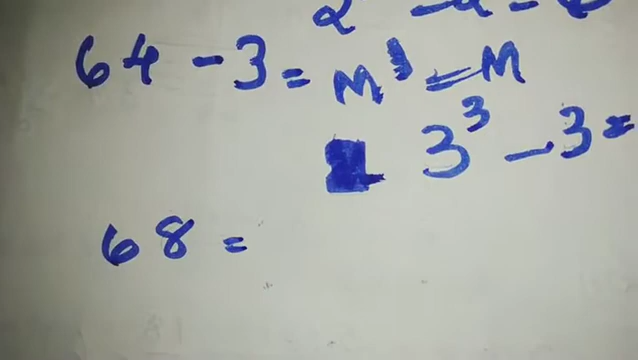 64 - 3 = M³ = M
3³ - 3 =
68 =